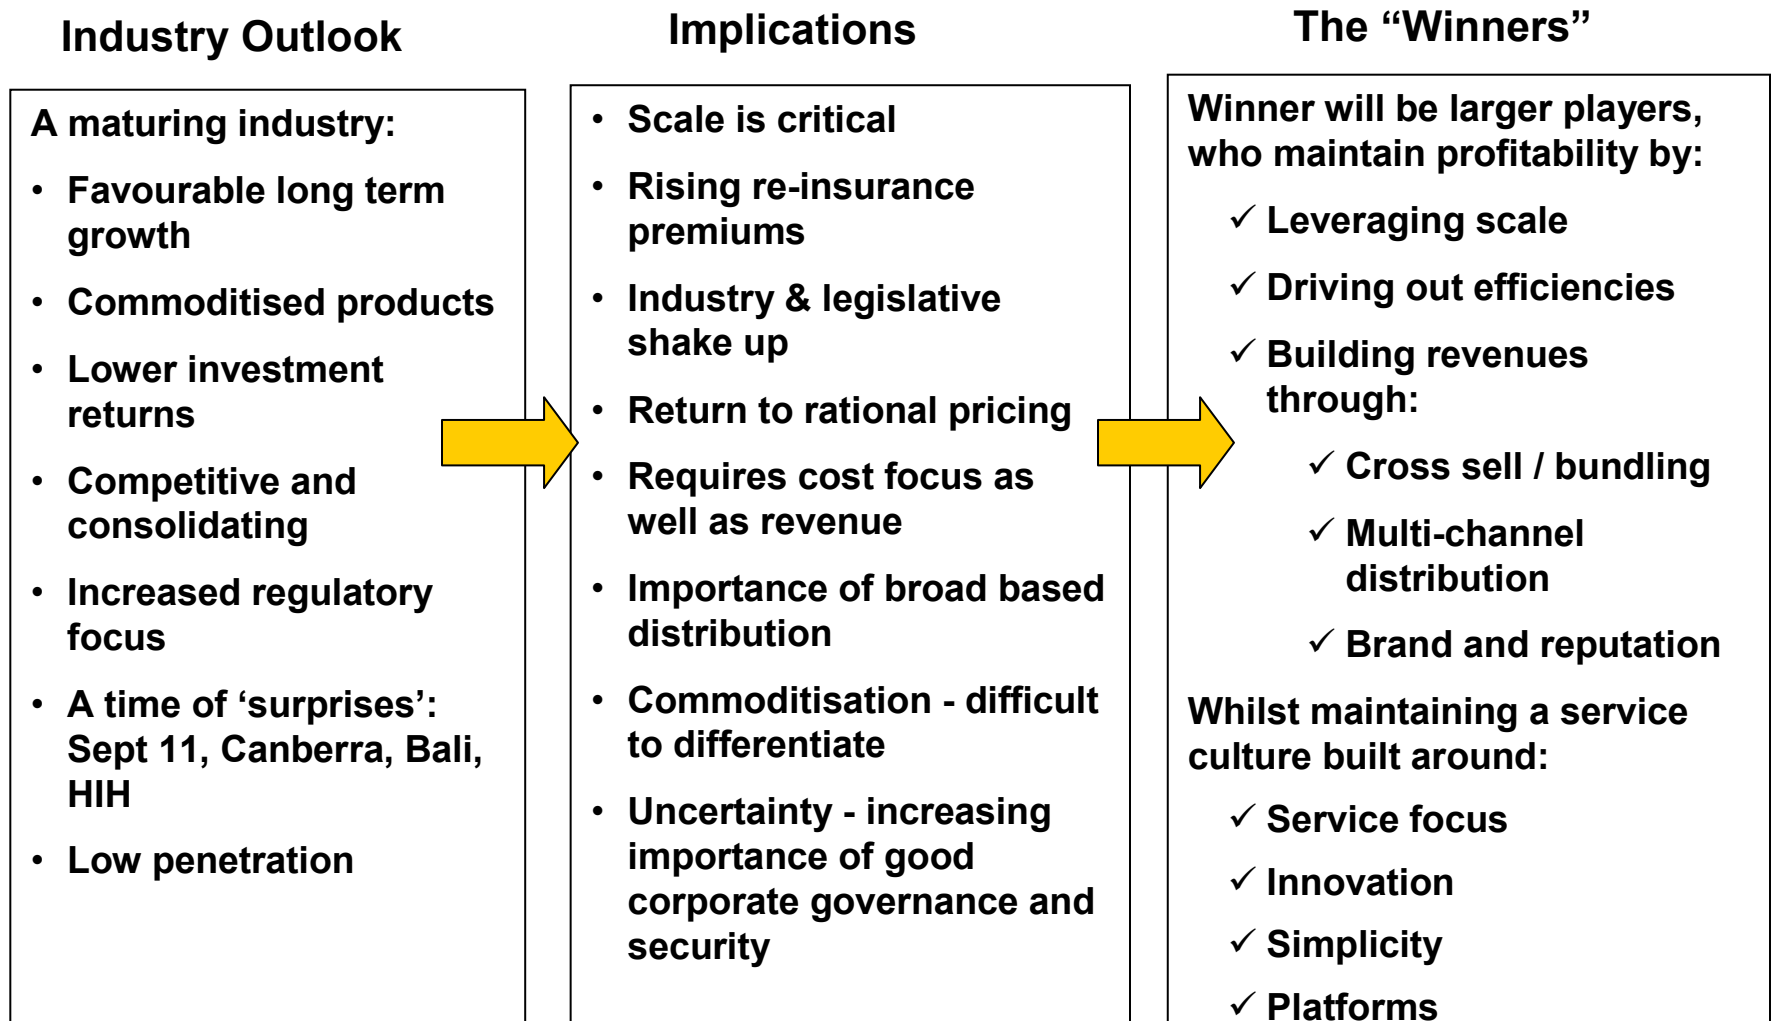 Industry Outlook
A maturing industry:
• Favourable long term
growth
• Commoditised products
• Lower investment
returns
• Competitive and
consolidating
• Increased regulatory
focus
• A time of ‘surprises’:
Sept 11, Canberra, Bali,
HIH
• Low penetration
Implications
• Scale is critical
• Rising re-insurance
premiums
• Industry & legislative
shake up
• Return to rational pricing
• Requires cost focus as
well as revenue
• Importance of broad based
distribution
• Commoditisation - difficult
to differentiate
• Uncertainty - increasing
importance of good
corporate governance and
security
The “Winners”
Winner will be larger players,
who maintain profitability by:
✓ Leveraging scale
✓ Driving out efficiencies
✓ Building revenues
through:
✓ Cross sell / bundling
✓ Multi-channel
distribution
✓ Brand and reputation
Whilst maintaining a service
culture built around:
✓ Service focus
✓ Innovation
✓ Simplicity
✓ Platforms